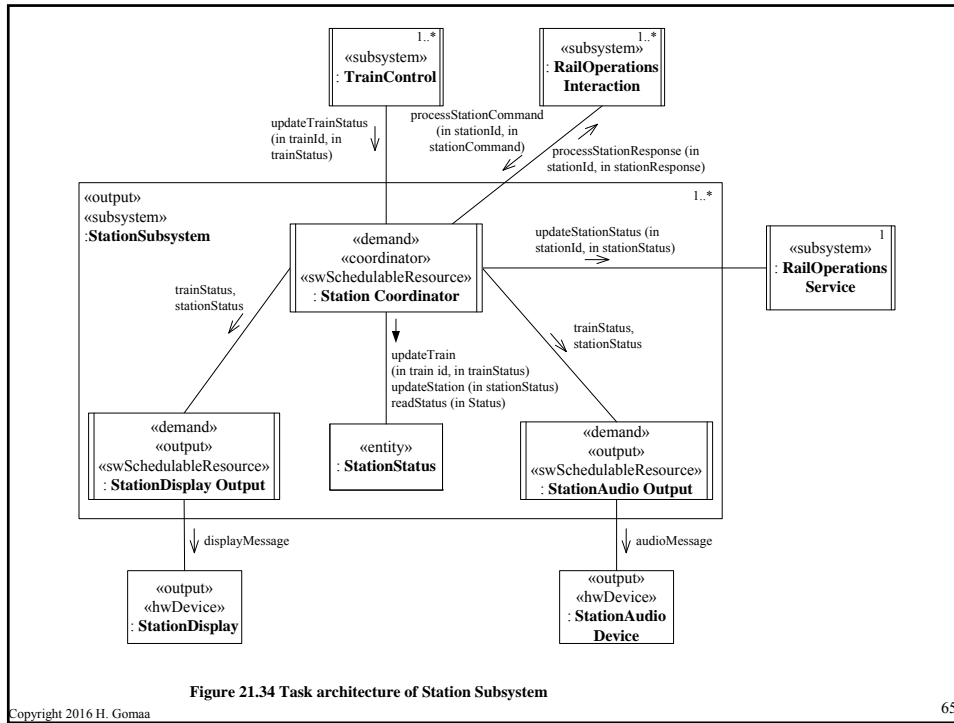 1..*
«subsystem»
: TrainControl
1..*
«subsystem»
: RailOperations
Interaction
updateTrainStatus
(in trainId, in
trainStatus)
processStationCommand
(in stationId, in
stationCommand)
processStationResponse (in
stationId, in stationResponse)
«output»
«subsystem»
:StationSubsystem
1..*
«demand»
«coordinator»
«swSchedulableResource»
: Station Coordinator
updateStationStatus (in
stationId, in stationStatus)
1
«subsystem»
: RailOperations
Service
trainStatus,
stationStatus
trainStatus,
stationStatus
updateTrain
(in train id, in trainStatus)
updateStation (in stationStatus)
readStatus (in Status)
«demand»
«output»
«swSchedulableResource»
: StationDisplay Output
«entity»
: StationStatus
«demand»
«output»
«swSchedulableResource»
: StationAudio Output
displayMessage
audioMessage
«output»
«hwDevice»
: StationDisplay
«output»
«hwDevice»
: StationAudio
Device
Figure 21.34 Task architecture of Station Subsystem
Copyright 2016 H. Gomaa
65